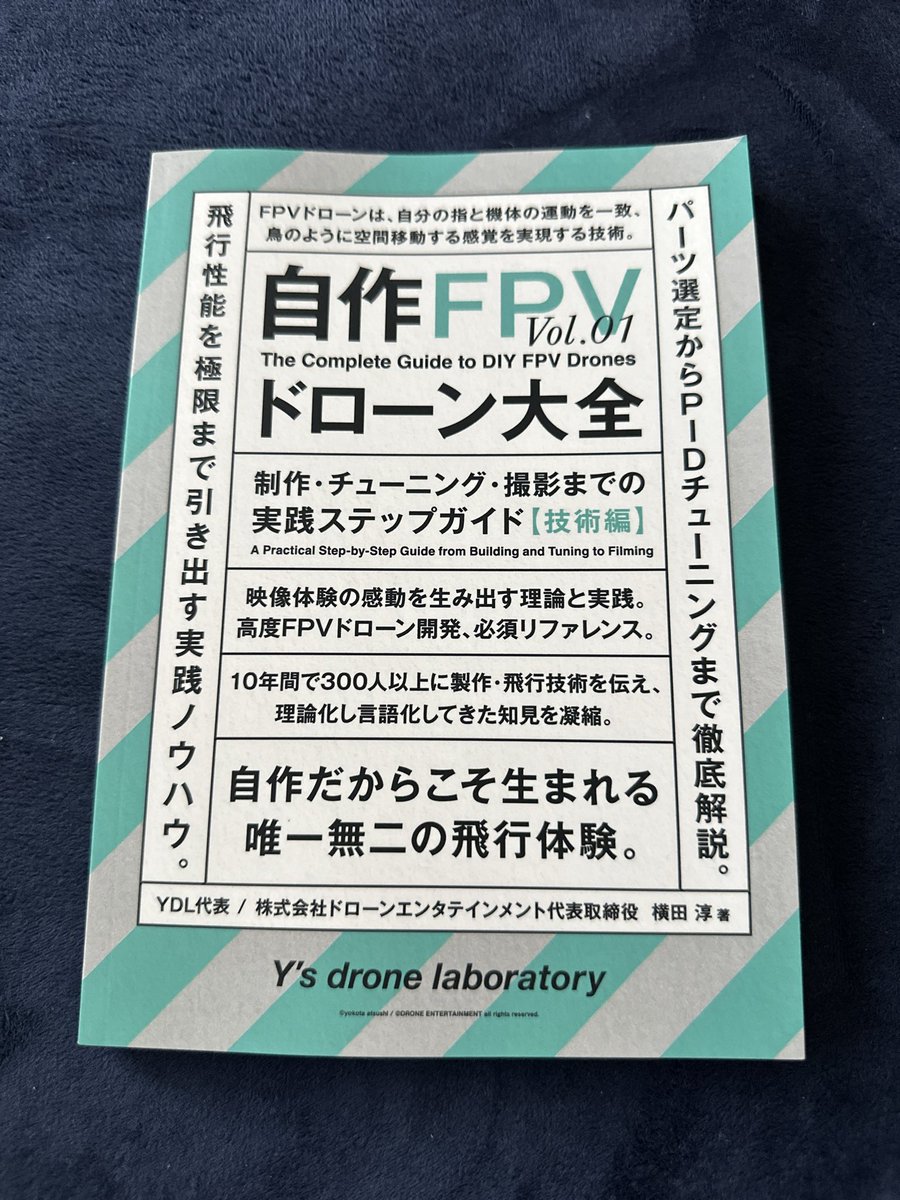 FPVドローンは、自分の指と機体の運動を一致、
鳥のように空間移動する感覚を実現する技術。
パーツ選定からPIDチューニングまで徹底解説。
飛行性能を極限まで引き出す実践ノウハウ。
自作FPV
Vol.01
The Complete Guide to DIY FPV Drones
ドローン大全
制作・チューニング・撮影までの
実践ステップガイド【技術編】
A Practical Step-by-Step Guide from Building and Tuning to Filming
映像体験の感動を生み出す理論と実践。
高度FPVドローン開発、必須リファレンス。
10年間で300人以上に製作・飛行技術を伝え、
理論化し言語化してきた知見を凝縮。
自作だからこそ生まれる
唯一無二の飛行体験。
YDL代表 / 株式会社ドローンエンタテインメント代表取締役 横田 淳 著
Y's drone laboratory
©yokota atsushi / ©DRONE ENTERTAINMENT all rights reserved.